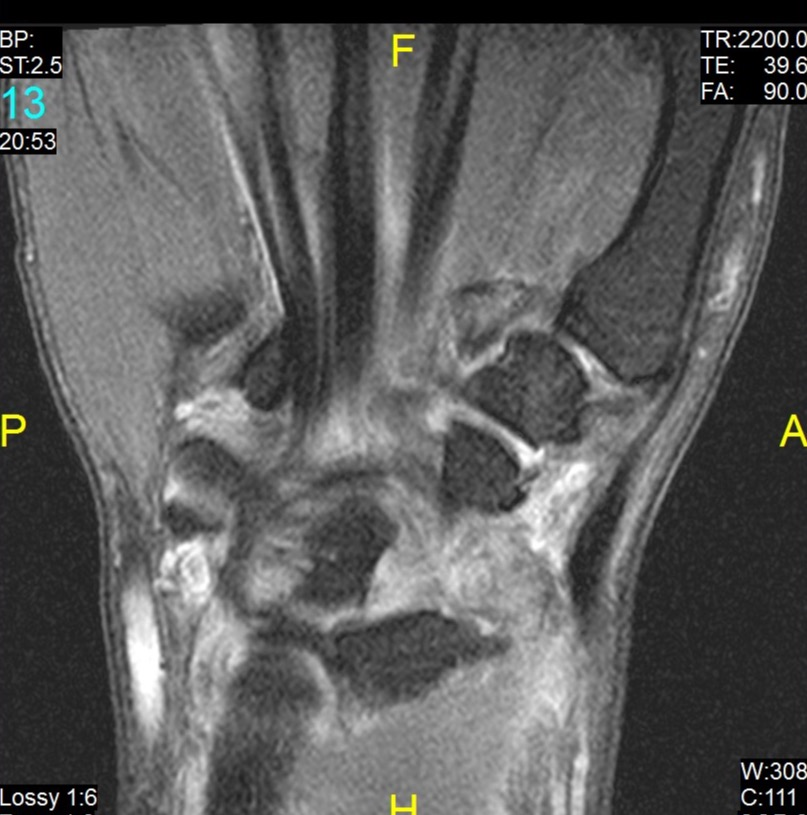 BP:
ST:2.5
13
20:53
F
TR:2200.0
TE: 39.6
FA: 90.0
P
A
Lossy 1:6
H
W:308
C:111